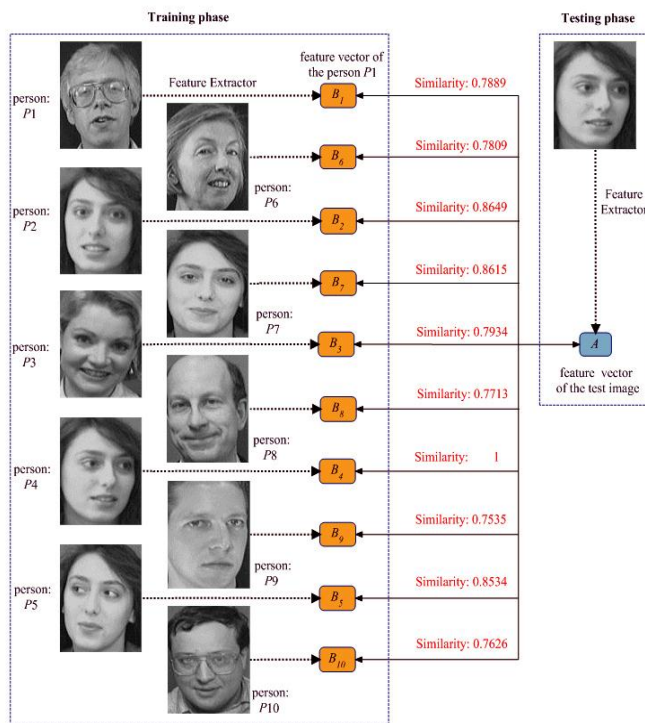 Training phase
Testing phase
feature vector of
the person P1
Feature Extractor
person:
P1
B1
Similarity: 0.7889
person:
P6
B6
Similarity: 0.7809
person:
P2
B2
Similarity: 0.8649
Feature
Extractor
person:
P7
B7
Similarity: 0.8615
person:
P3
B3
Similarity: 0.7934
A
feature vector
of the test image
person:
P8
B8
Similarity: 0.7713
person:
P4
B4
Similarity: 1
person:
P9
B9
Similarity: 0.7535
person:
P5
B5
Similarity: 0.8534
person:
P10
B10
Similarity: 0.7626